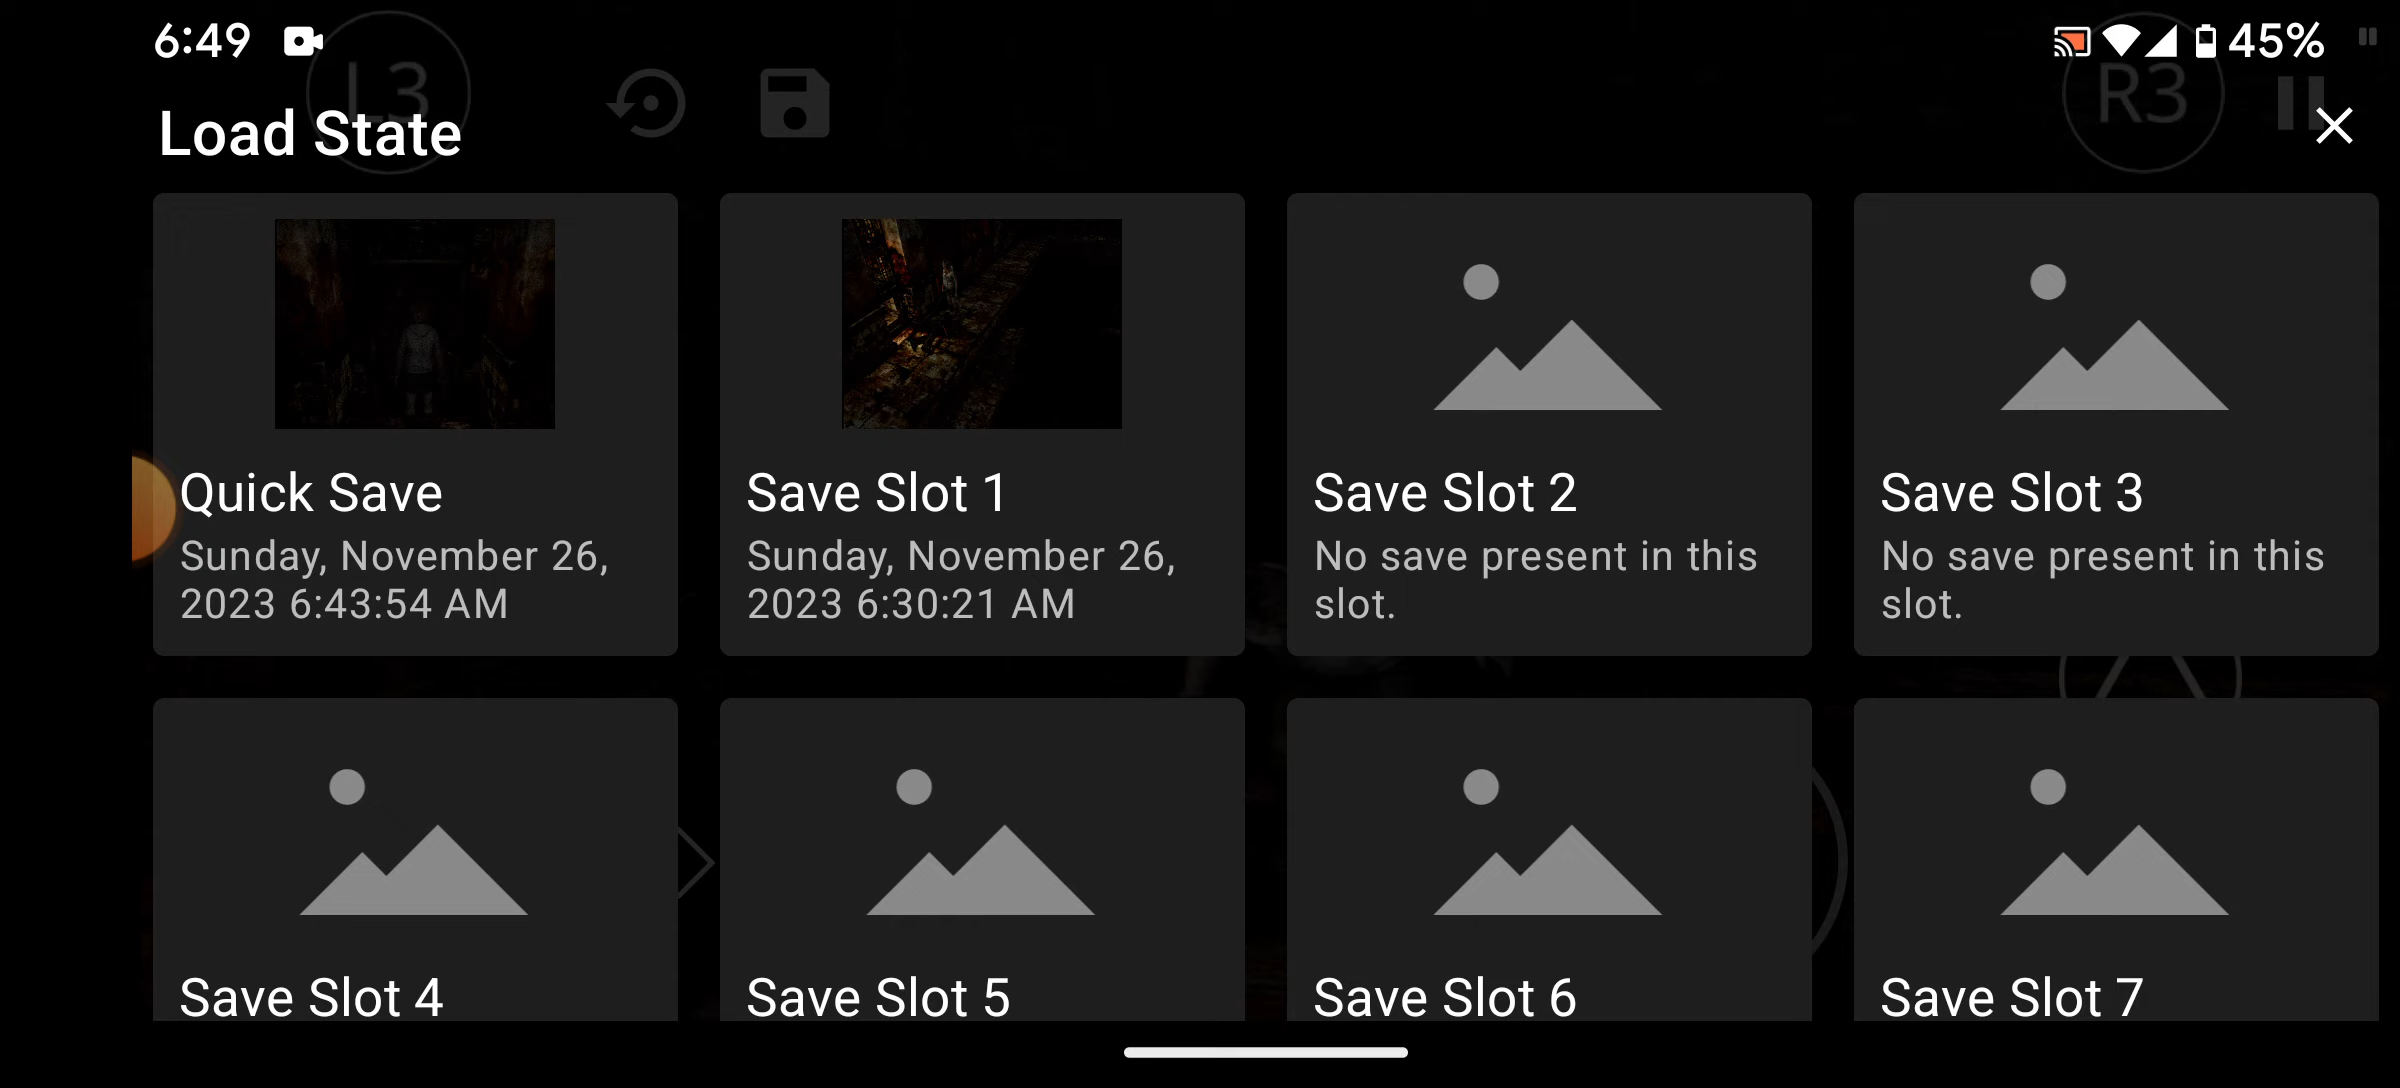 6:49
45%
L3
R3
Load State
Quick Save
Sunday, November 26,
2023 6:43:54 AM
Save Slot 1
Sunday, November 26,
2023 6:30:21 AM
Save Slot 2
No save present in this
slot.
Save Slot 3
No save present in this
slot.
Save Slot 4
Save Slot 5
Save Slot 6
Save Slot 7